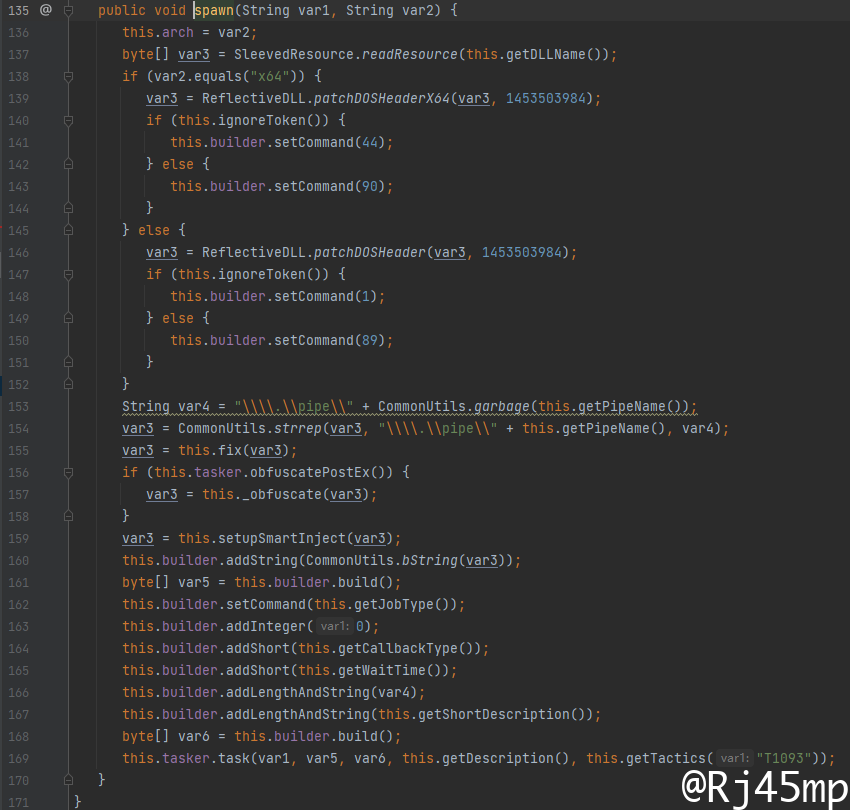 135 @ public void spawn(String var1, String var2) {
136 this.arch = var2;
137 byte[] var3 = SleevedResource.readResource(this.getDLLName());
138 if (var2.equals("x64")) {
139 var3 = ReflectiveDLL.patchDOSHeaderX64(var3, 1453503984);
140 if (this.ignoreToken()) {
141 this.builder.setCommand(44);
142 } else {
143 this.builder.setCommand(90);
144 }
145 } else {
146 var3 = ReflectiveDLL.patchDOSHeader(var3, 1453503984);
147 if (this.ignoreToken()) {
148 this.builder.setCommand(1);
149 } else {
150 this.builder.setCommand(89);
151 }
152 }
153 String var4 = "\\\\.\\pipe\\" + CommonUtils.garbage(this.getPipeName());
154 var3 = CommonUtils.strrep(var3, "\\\\.\\pipe\\" + this.getPipeName(), var4);
155 var3 = this.fix(var3);
156 if (this.tasker.obfuscatePostEx()) {
157 var3 = this._obfuscate(var3);
158 }
159 var3 = this.setupSmartInject(var3);
160 this.builder.addString(CommonUtils.bString(var3));
161 byte[] var5 = this.builder.build();
162 this.builder.setCommand(this.getJobType());
163 this.builder.addInteger( var1: 0);
164 this.builder.addShort(this.getCallbackType());
165 this.builder.addShort(this.getWaitTime());
166 this.builder.addLengthAndString(var4);
167 this.builder.addLengthAndString(this.getShortDescription());
168 byte[] var6 = this.builder.build();
169 this.tasker.task(var1, var5, var6, this.getDescription(), this.getTactics( var1: "T1093"));
170 }
171 }
@Rj45mp